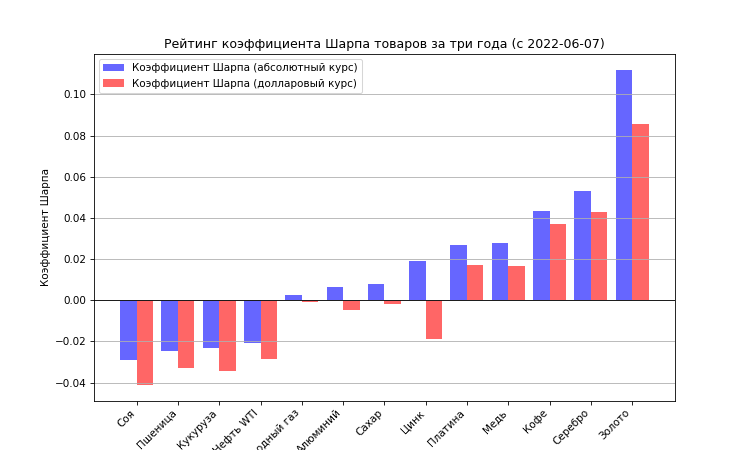 Рейтинг коэффициента Шарпа товаров за три года (с 2022-06-07)
Коэффициент Шарпа (абсолютный курс)
Коэффициент Шарпа (долларовый курс)
Коэффициент Шарпа
0.10
0.08
0.06
0.04
0.02
0.00
−0.02
−0.04
Соя
Пшеница
Кукуруза
Нефть WTI
газ
Алюминий
Сахар
Цинк
Платина
Медь
Кофе
Серебро
Золото